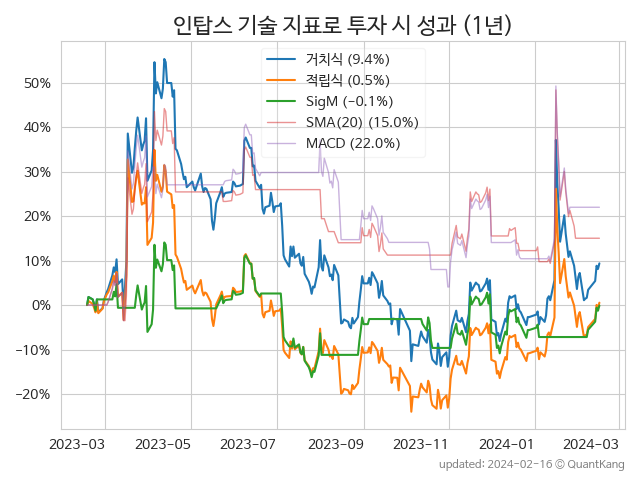 인탑스 기술 지표로 투자 시 성과 (1년)
거치식 (9.4%)
적립식 (0.5%)
SigM (−0.1%)
SMA(20) (15.0%)
MACD (22.0%)
50%
40%
30%
20%
10%
0%
−10%
−20%
2023−03 2023−05 2023−07 2023−09 2023−11 2024−01 2024−03
updated: 2024−02−16 © QuantKang